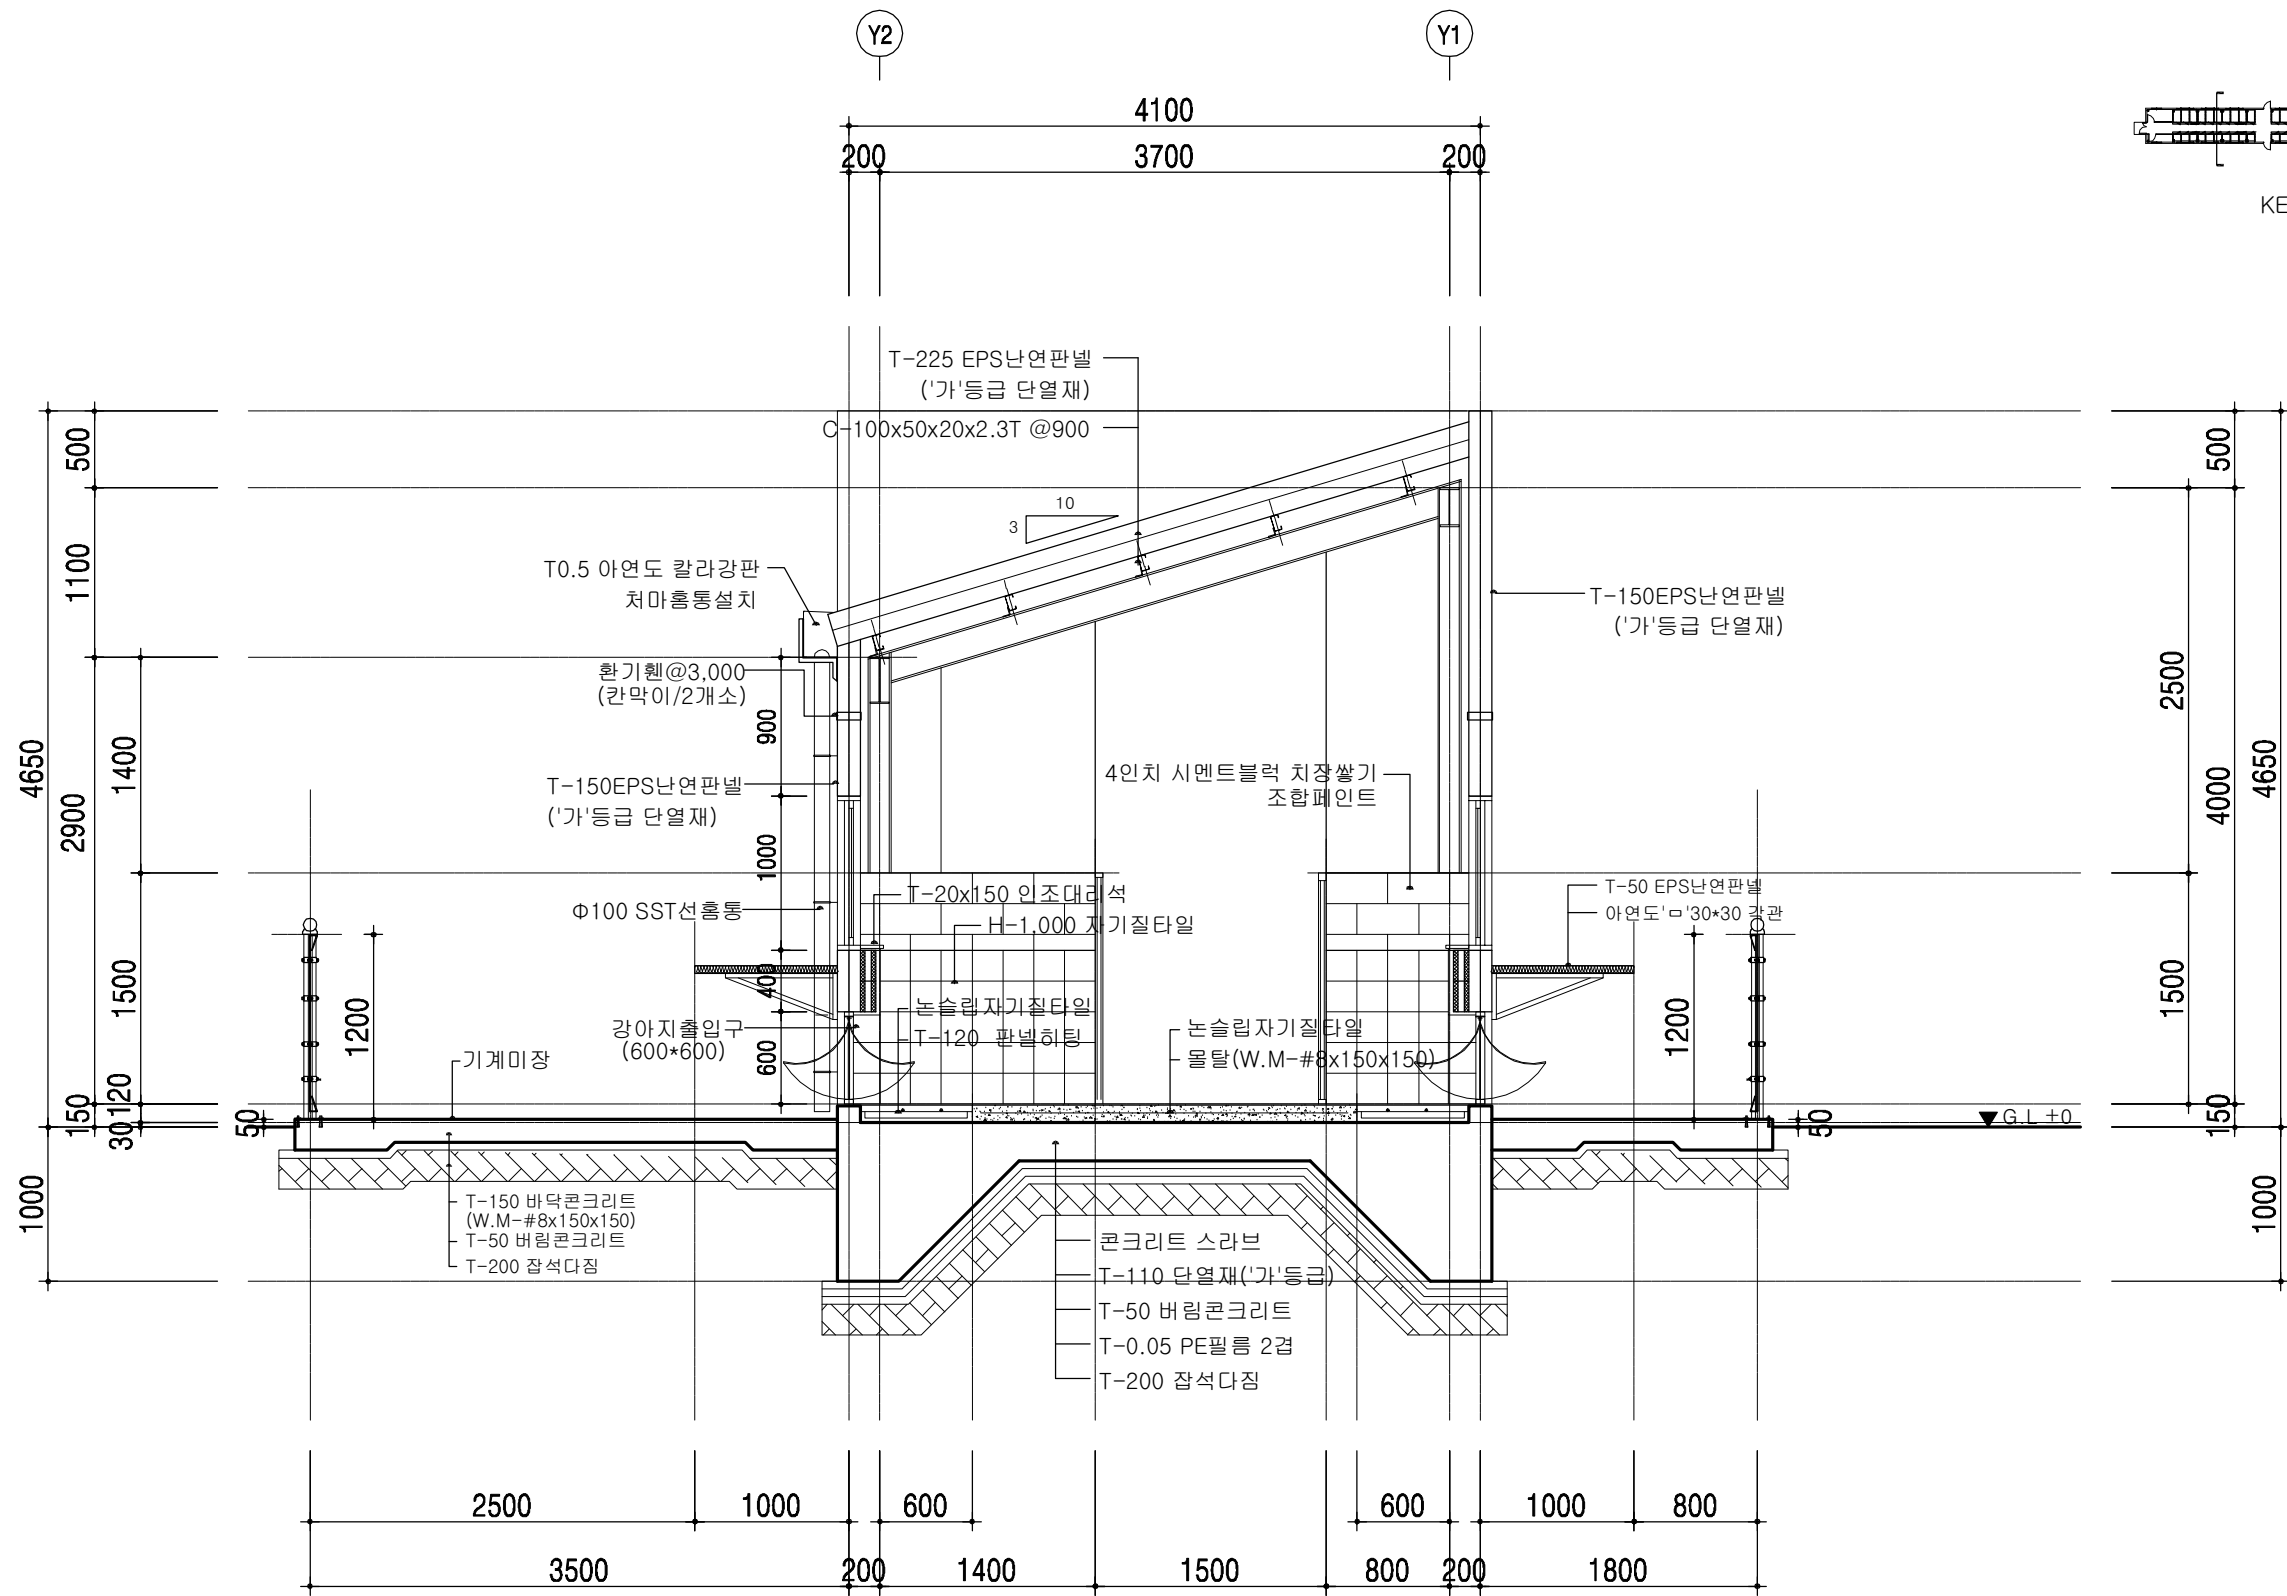 Y2
Y1
4100
200
3700
200
KE
T-225 EPS난연판넬
('가'등급 단열재)
C-100x50x20x2.3T @900
10
3
T0.5 아연도 칼라강판
처마홈통설치
T-150EPS난연판넬
('가'등급 단열재)
환기휀@3,000
(칸막이/2개소)
T-150EPS난연판넬
('가'등급 단열재)
4인치 시멘트블럭 치장쌓기
조합페인트
T-20x150 인조대리석
Φ100 SST선홈통
H-1,000 자기질타일
T-50 EPS난연판넬
아연도'ㅁ'30*30 각관
논슬립자기질타일
T-120 판넬히팅
강아지출입구
(600*600)
논슬립자기질타일
몰탈(W.M-#8x150x150)
기계미장
G.L ±0
T-150 바닥콘크리트
(W.M-#8x150x150)
T-50 버림콘크리트
T-200 잡석다짐
콘크리트 스라브
T-110 단열재('가'등급)
T-50 버림콘크리트
T-0.05 PE필름 2겹
T-200 잡석다짐
4650
1000
500
1100
2900
150
1400
1500
120
30
50
1200
900
1000
400
600
1200
50
2500
1500
500
4000
150
4650
1000
2500
1000
600
600
1000
800
3500
200
1400
1500
800
200
1800